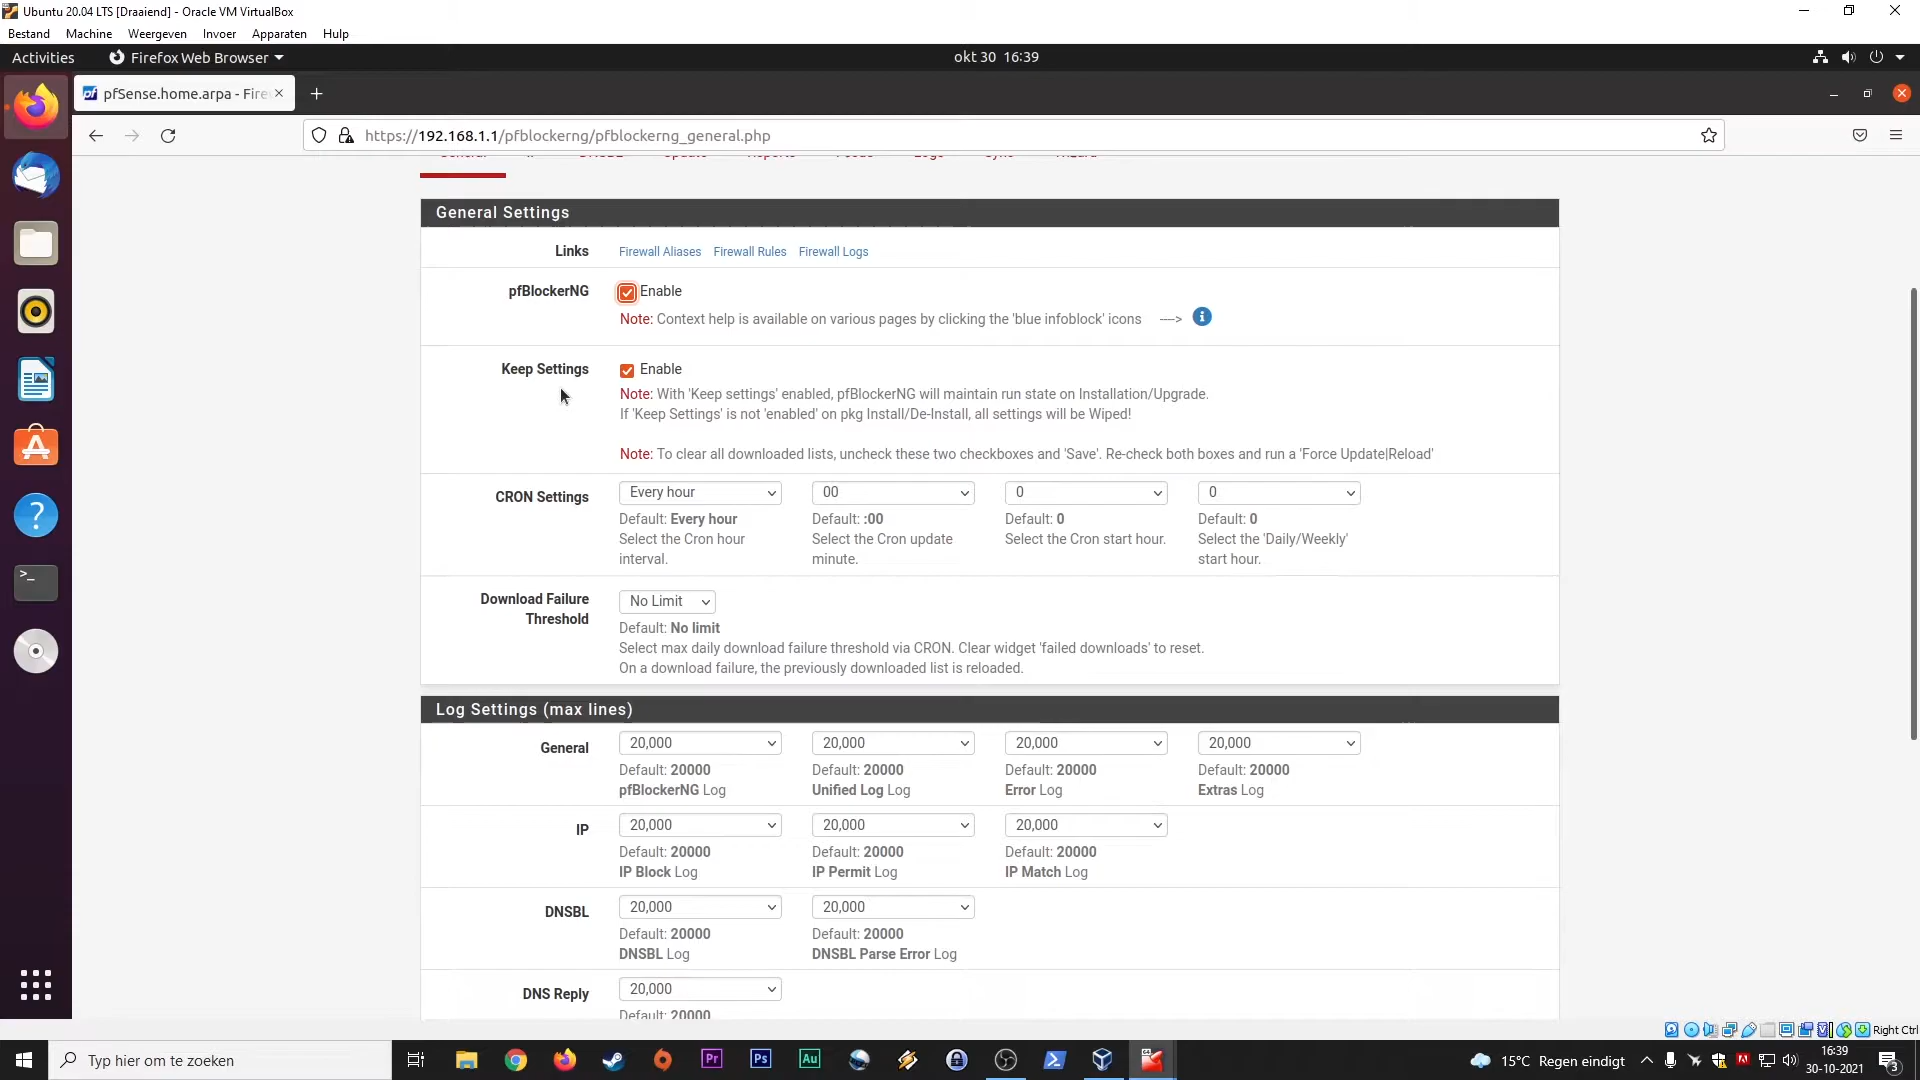 Ubuntu 20.04 LTS [Draaiend] - Oracle VM VirtualBox
Bestand Machine Weergeven Invoer Apparaten Help
Activities Firefox Web Browser okt 30 16:39
pfSense.home.arpa - Fire
https://192.168.1.1/pfblockerng/pfblockerng_general.php
General Settings
Links Firewall Aliases Firewall Rules Firewall Logs
pfBlockerNG Enable
Note: Context help is available on various pages by clicking the 'blue infoblock' icons ---->
Keep Settings Enable
Note: With 'Keep settings' enabled, pfBlockerNG will maintain run state on Installation/Upgrade.
If 'Keep Settings' is not 'enabled' on pkg Install/De-Install, all settings will be Wiped!
Note: To clear all downloaded lists, uncheck these two checkboxes and 'Save'. Re-check both boxes and run a 'Force Update|Reload'
CRON Settings Every hour 00 0 0
Default: Every hour Default: :00 Default: 0 Default: 0
Select the Cron hour Select the Cron update Select the Cron start hour. Select the 'Daily/Weekly'
interval. minute. start hour.
Download Failure No Limit
Threshold
Default: No limit
Select max daily download failure threshold via CRON. Clear widget 'failed downloads' to reset.
On a download failure, the previously downloaded list is reloaded.
Log Settings (max lines)
General 20,000 20,000 20,000 20,000
Default: 20000 Default: 20000 Default: 20000 Default: 20000
pfBlockerNG Log Unified Log Log Error Log Extras Log
IP 20,000 20,000 20,000
Default: 20000 Default: 20000 Default: 20000
IP Block Log IP Permit Log IP Match Log
DNSBL 20,000 20,000
Default: 20000 Default: 20000
DNSBL Log DNSBL Parse Error Log
DNS Reply 20,000
Default: 20000
Right Ctrl
Typ hier om te zoeken
Pr Ps Au
15°C Regen eindigt
16:39
30-10-2021
3